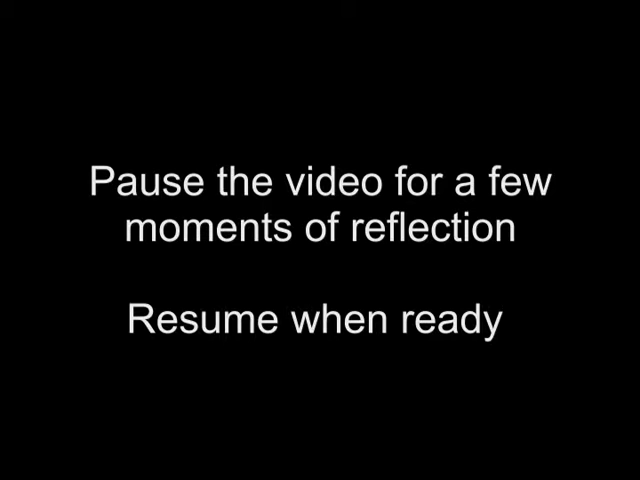 Pause the video for a few
moments of reflection
Resume when ready